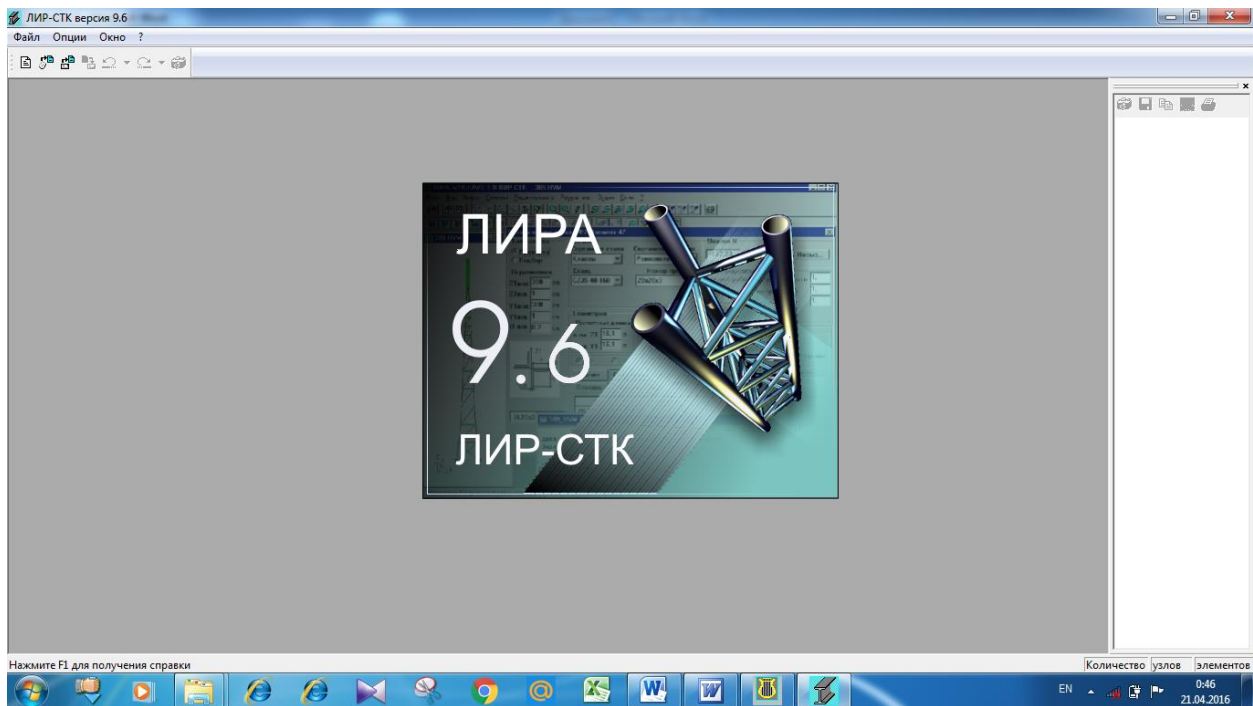 ЛИР-СТК версия 9.6
Файл Опции Окно ?
ЛИРА
9.6
ЛИР-СТК
Нажмите F1 для получения справки
Количество узлов элементов
EN
0:46
21.04.2016